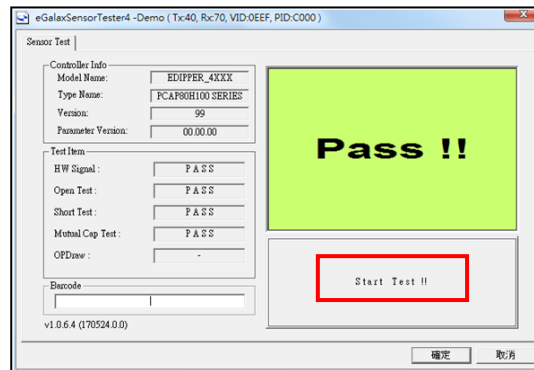 eGalaxSensorTester4 -Demo ( Tx:40, Rx:70, VID:0EEF, PID:C000 )
Sensor Test
Controller Info
Model Name: EDIPPER_4XXX
Type Name: PCAP80H100 SERIES
Version: 99
Parameter Version: 00.00.00
Test Item
HW Signal : PASS
Open Test : PASS
Short Test : PASS
Mutual Cap Test : PASS
OPDraw : -
Barcode
v1.0.6.4 (170524.0.0)
Pass !!
Start Test !!
確定 取消